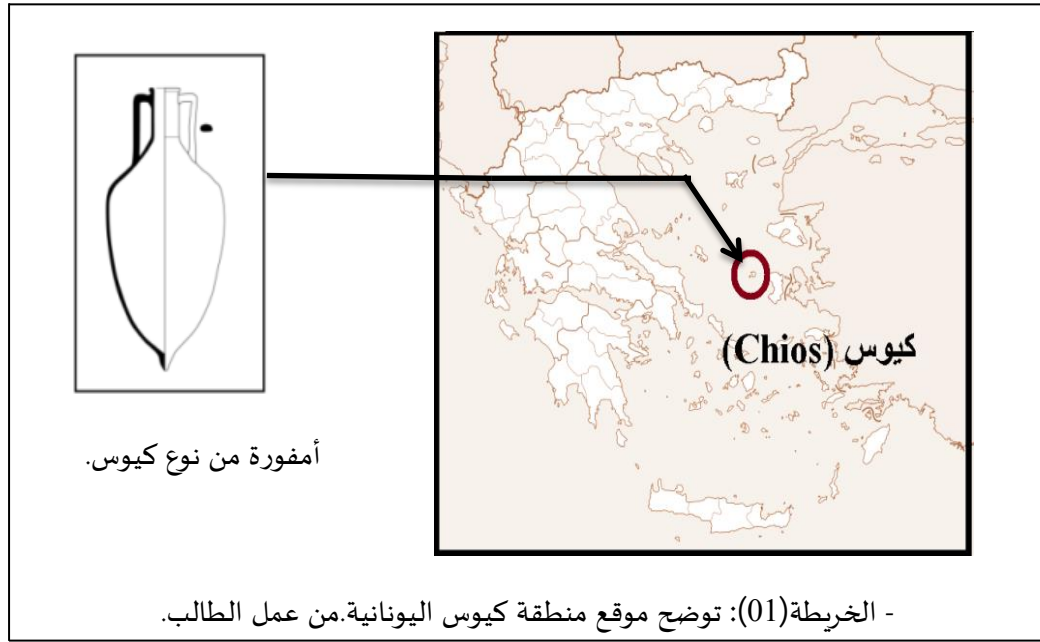 كيوس (Chios)
أمفورة من نوع كيوس.
- الخريطة(01): توضح موقع منطقة كيوس اليونانية.من عمل الطالب.